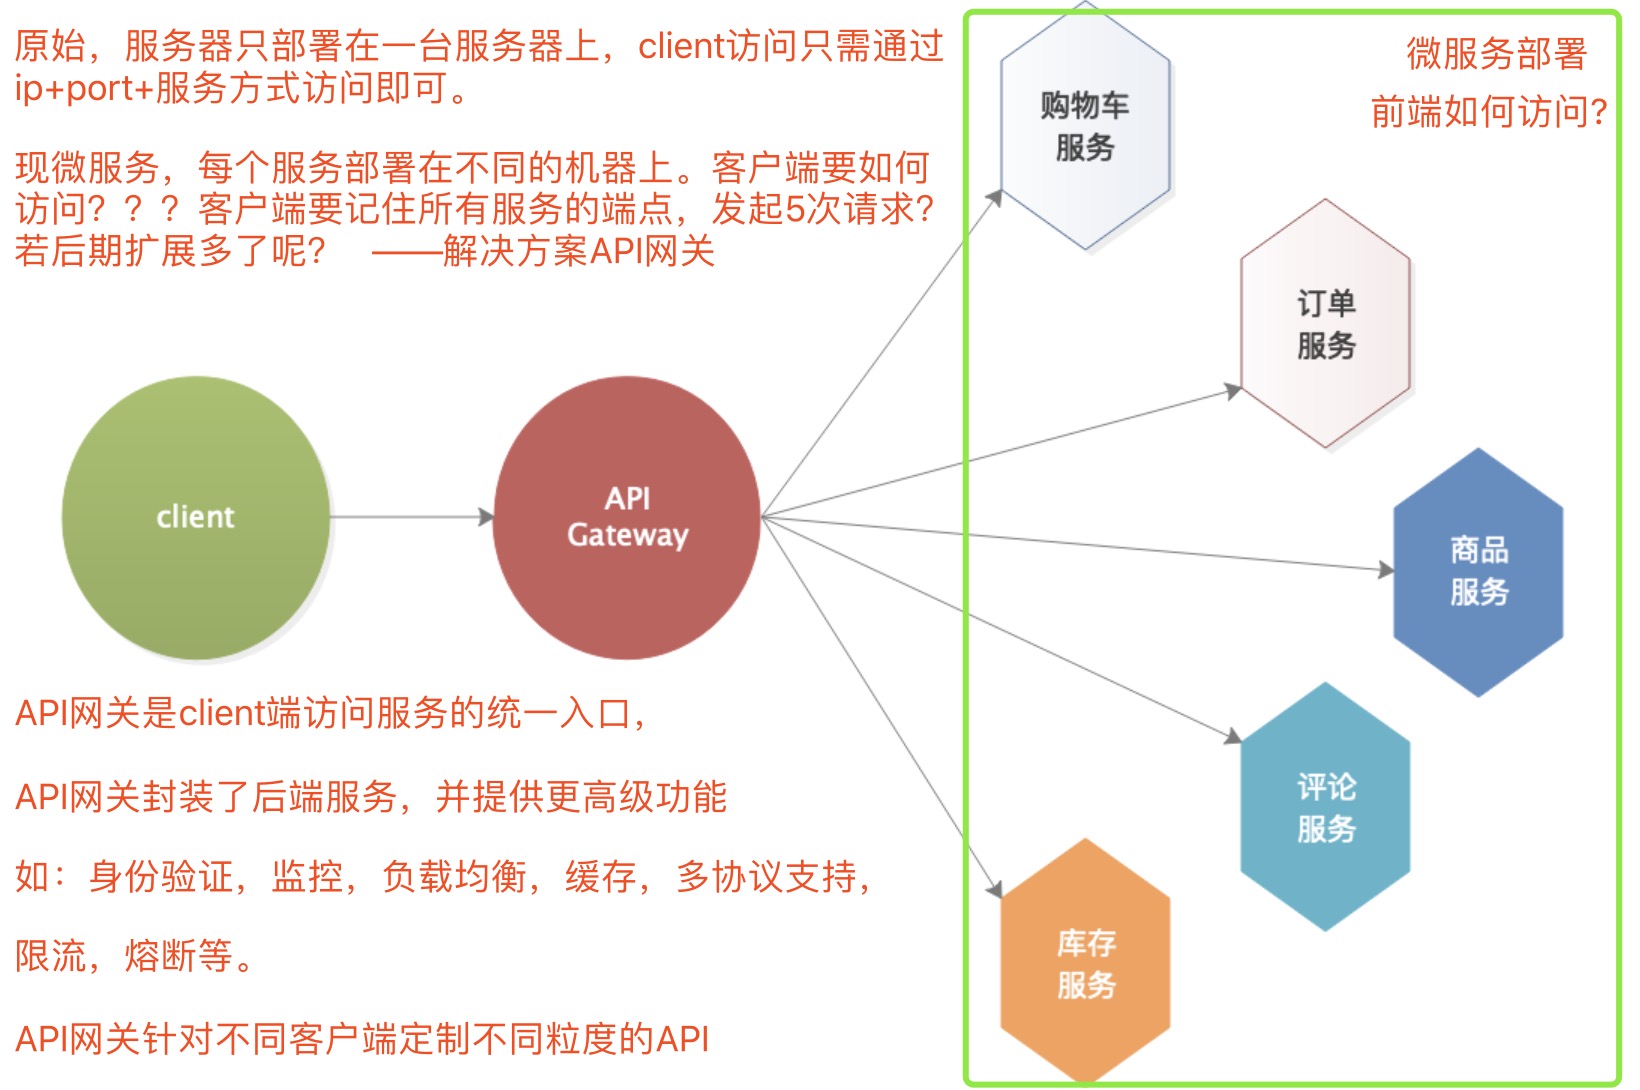 原始，服务器只部署在一台服务器上，client访问只需通过
ip+port+服务方式访问即可。
现微服务，每个服务部署在不同的机器上。客户端要如何
访问？？？客户端要记住所有服务的端点，发起5次请求？
若后期扩展多了呢？ ——解决方案API网关
微服务部署
前端如何访问?
购物车
服务
订单
服务
client
API
Gateway
商品
服务
评论
服务
库存
服务
API网关是client端访问服务的统一入口，
API网关封装了后端服务，并提供更高级功能
如：身份验证，监控，负载均衡，缓存，多协议支持，
限流，熔断等。
API网关针对不同客户端定制不同粒度的API